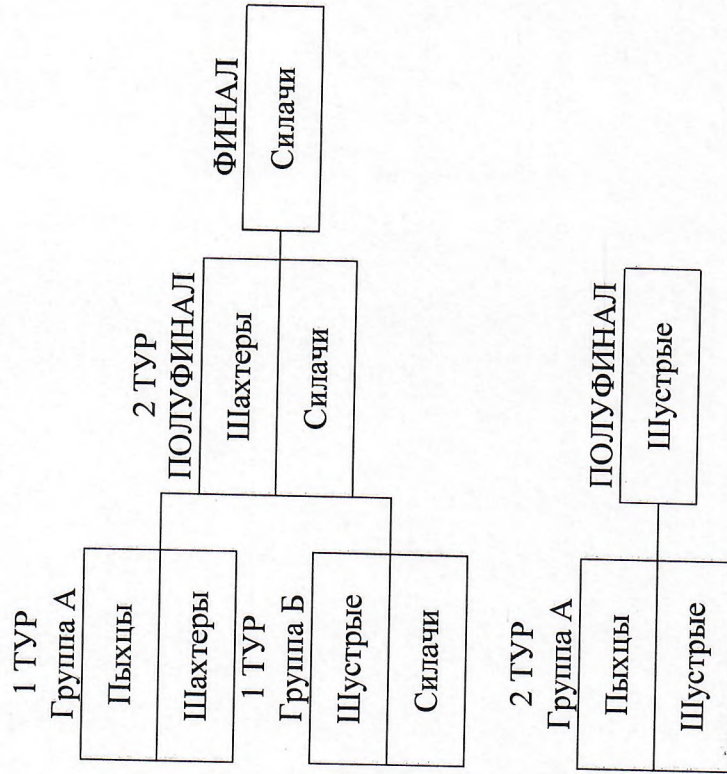 1 ТУР
Группа А
Пыхцы
Шахтеры
1 ТУР
Группа Б
Шустрые
Силачи
2 ТУР
ПОЛУФИНАЛ
Шахтеры
Силачи
ФИНАЛ
Силачи
2 ТУР
Группа А
Пыхцы
Шустрые
ПОЛУФИНАЛ
Шустрые